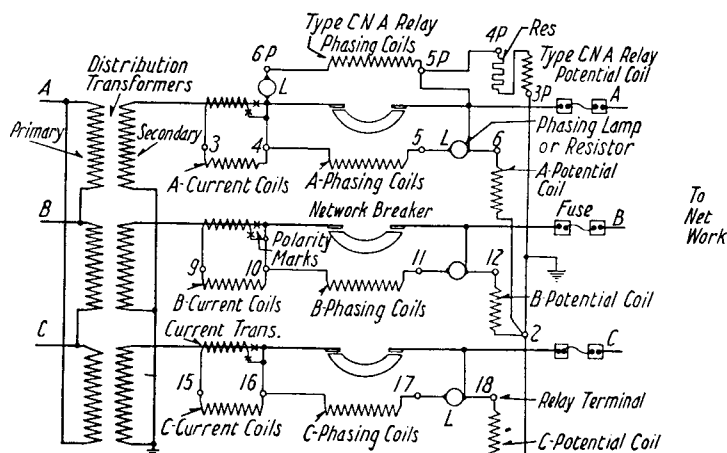 Type CNA Relay
Phasing Coils
4P
Res
6P
5P
Type CNA Relay
Potential Coil
3P
L
A
Distribution
Transformers
A
Primary
Secondary
3
4
5
L
6
Phasing Lamp
or Resistor
A-Current Coils
A-Phasing Coils
A-Potential
Coil
To
Net
Work
B
Network Breaker
Fuse
B
Polarity
Marks
9
10
11
12
B-Current Coils
B-Phasing Coils
B-Potential Coil
Current Trans.
2
C
C
15
16
17
18
L
Relay Terminal
C-Current Coils
C-Phasing Coils
C-Potential Coil